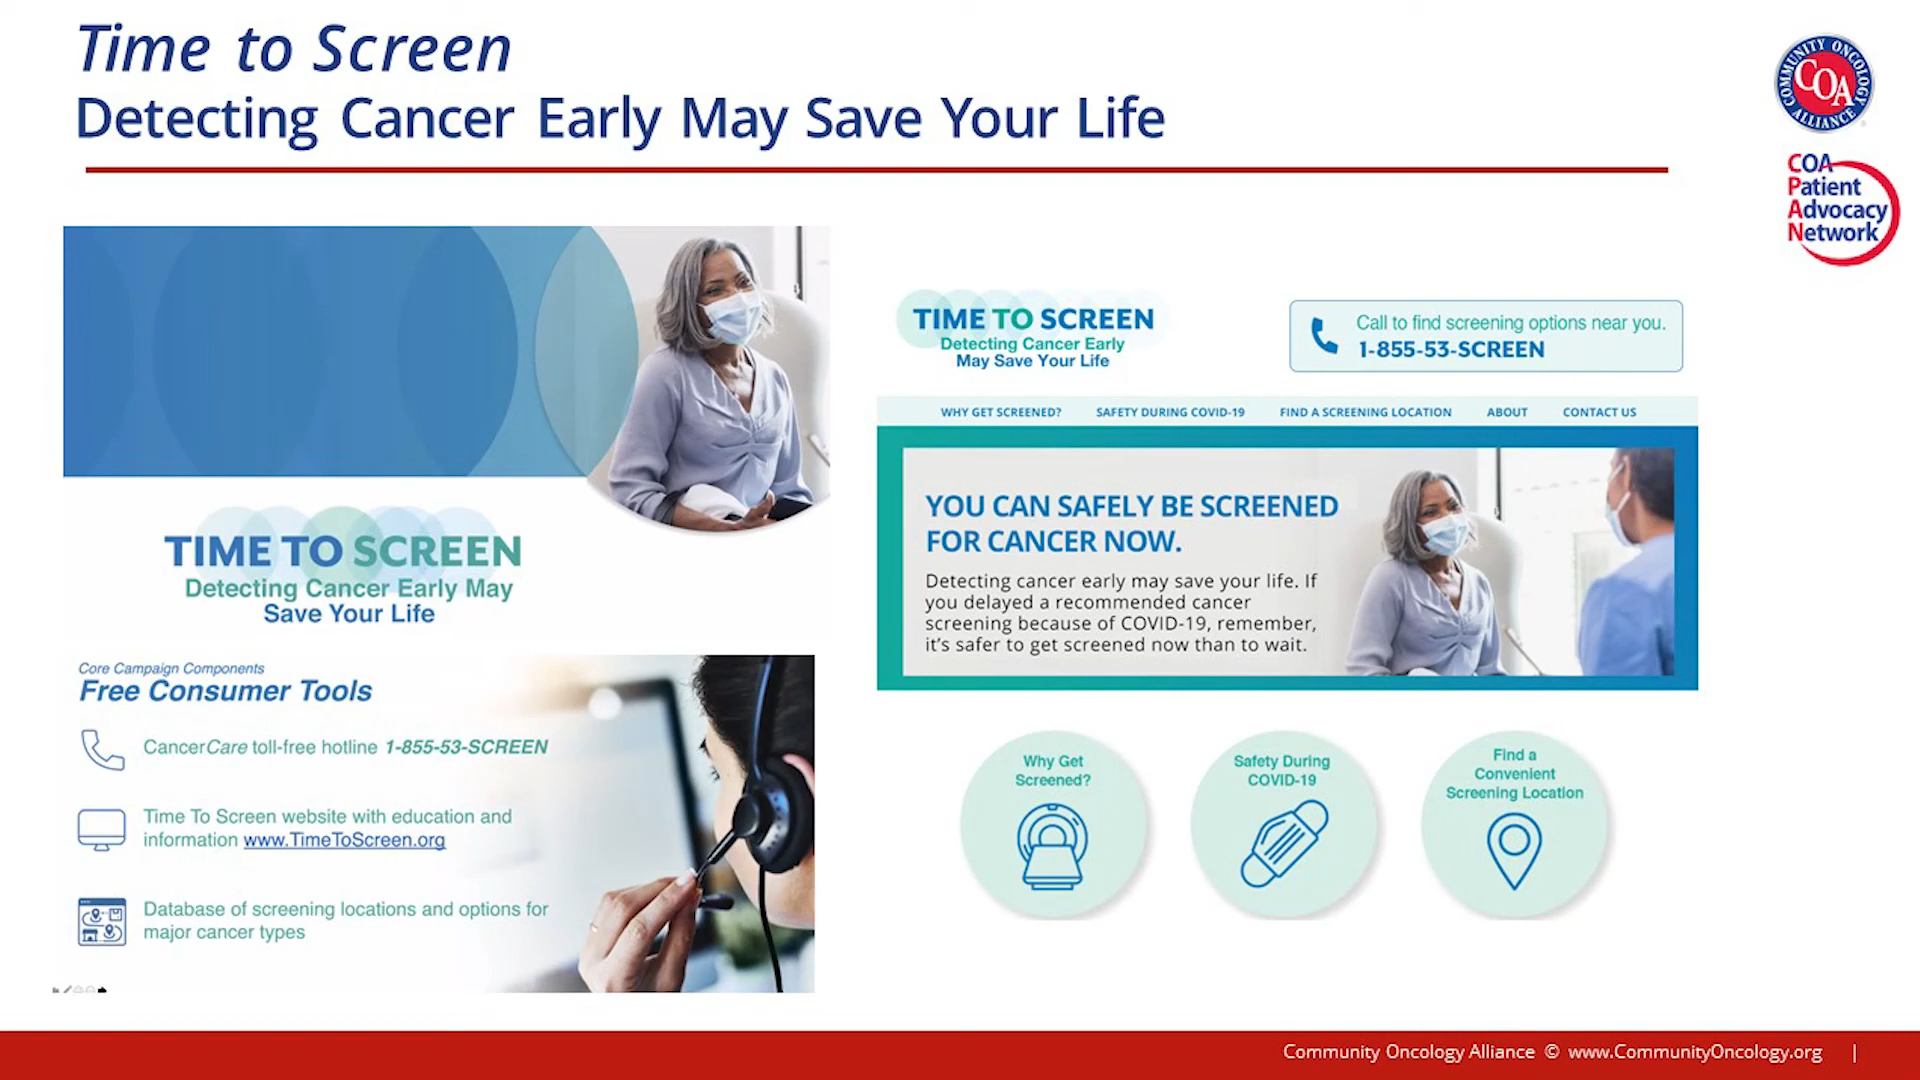 Time to Screen
Detecting Cancer Early May Save Your Life
COMMUNITY ONCOLOGY ALLIANCE
COA
COA
Patient
Advocacy
Network
TIME TO SCREEN
Detecting Cancer Early May
Save Your Life
Core Campaign Components
Free Consumer Tools
CancerCare toll-free hotline 1-855-53-SCREEN
Time To Screen website with education and
information www.TimeToScreen.org
Database of screening locations and options for
major cancer types
TIME TO SCREEN
Detecting Cancer Early
May Save Your Life
Call to find screening options near you.
1-855-53-SCREEN
WHY GET SCREENED? SAFETY DURING COVID-19 FIND A SCREENING LOCATION ABOUT CONTACT US
YOU CAN SAFELY BE SCREENED
FOR CANCER NOW.
Detecting cancer early may save your life. If
you delayed a recommended cancer
screening because of COVID-19, remember,
it's safer to get screened now than to wait.
Why Get
Screened?
Safety During
COVID-19
Find a
Convenient
Screening Location
Community Oncology Alliance © www.CommunityOncology.org |